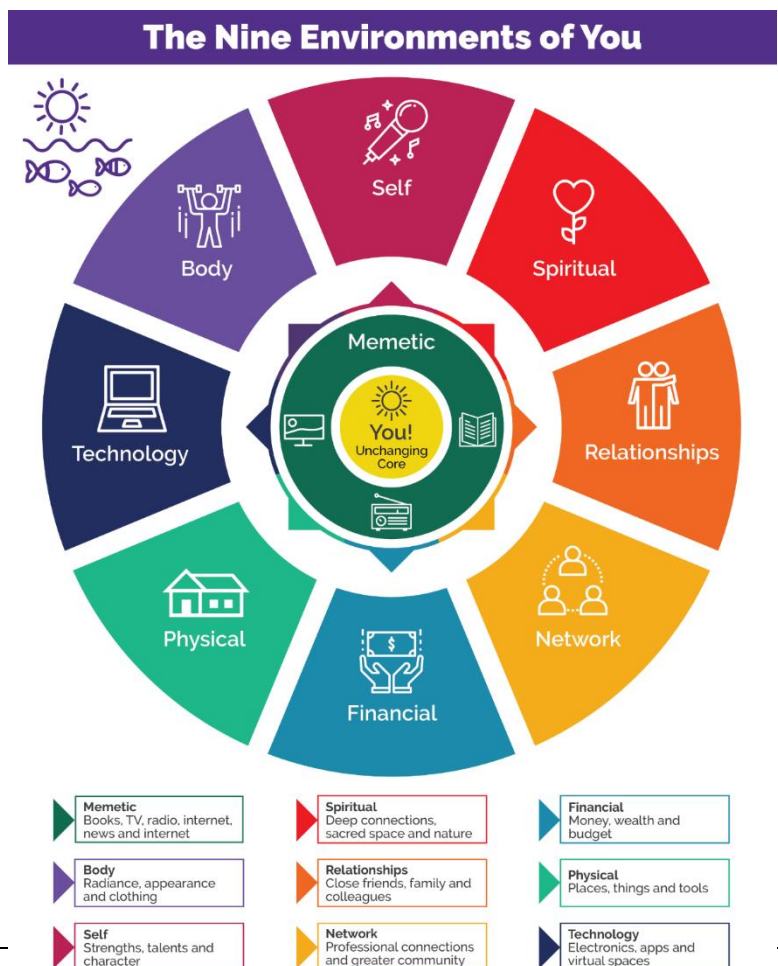 The Nine Environments of You
Self
Spiritual
Body
Memetic
You!
Unchanging
Core
Technology
Relationships
Physical
Network
$
Financial
Memetic
Books, TV, radio, internet,
news and internet
Spiritual
Deep connections,
sacred space and nature
Financial
Money, wealth and
budget
Body
Radiance, appearance
and clothing
Relationships
Close friends, family and
colleagues
Physical
Places, things and tools
Self
Strengths, talents and
character
Network
Professional connections
and greater community
Technology
Electronics, apps and
virtual spaces